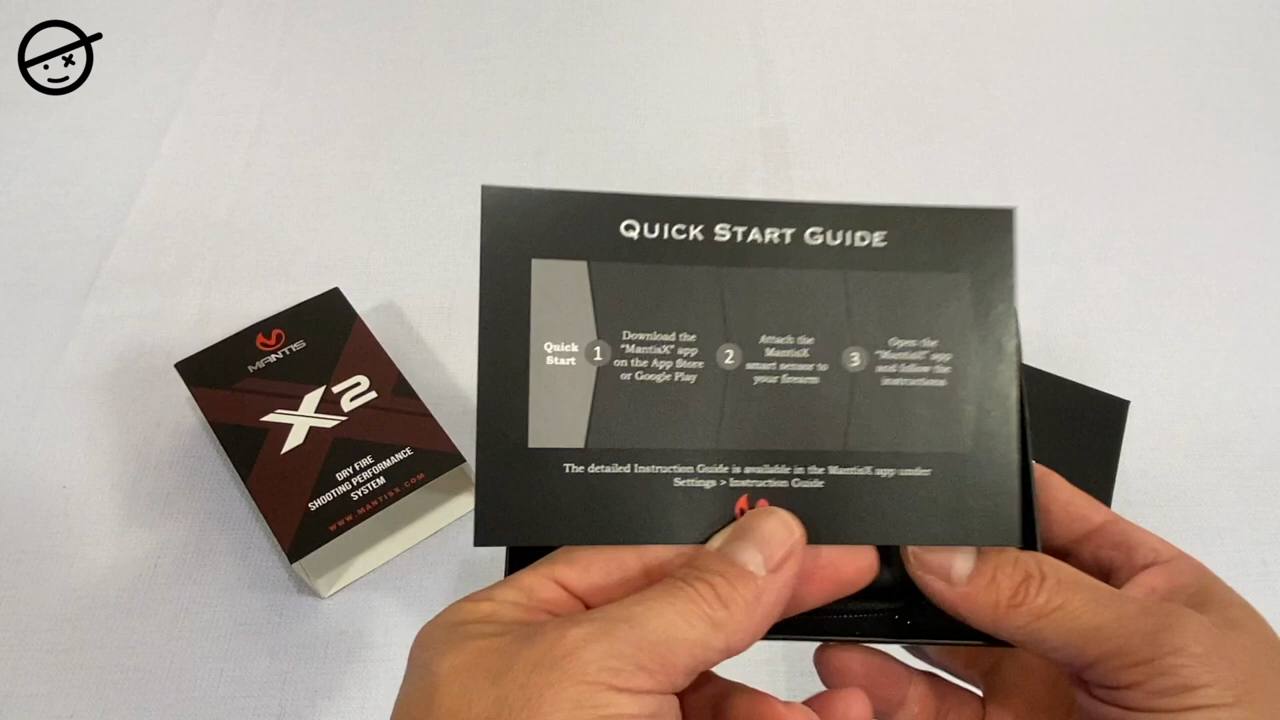 QUICK START GUIDE
Quick
Start
1
Download the
"MantisX" app
on the App Store
or Google Play
2
Attach the
MantisX
smart sensor to
your firearm
3
Open the
"MantisX" app
and follow the
instructions
The detailed Instruction Guide is available in the MantisX app under
Settings > Instruction Guide
MANTIS
X2
DRY FIRE
SHOOTING PERFORMANCE
SYSTEM
WWW.MANTISX.COM